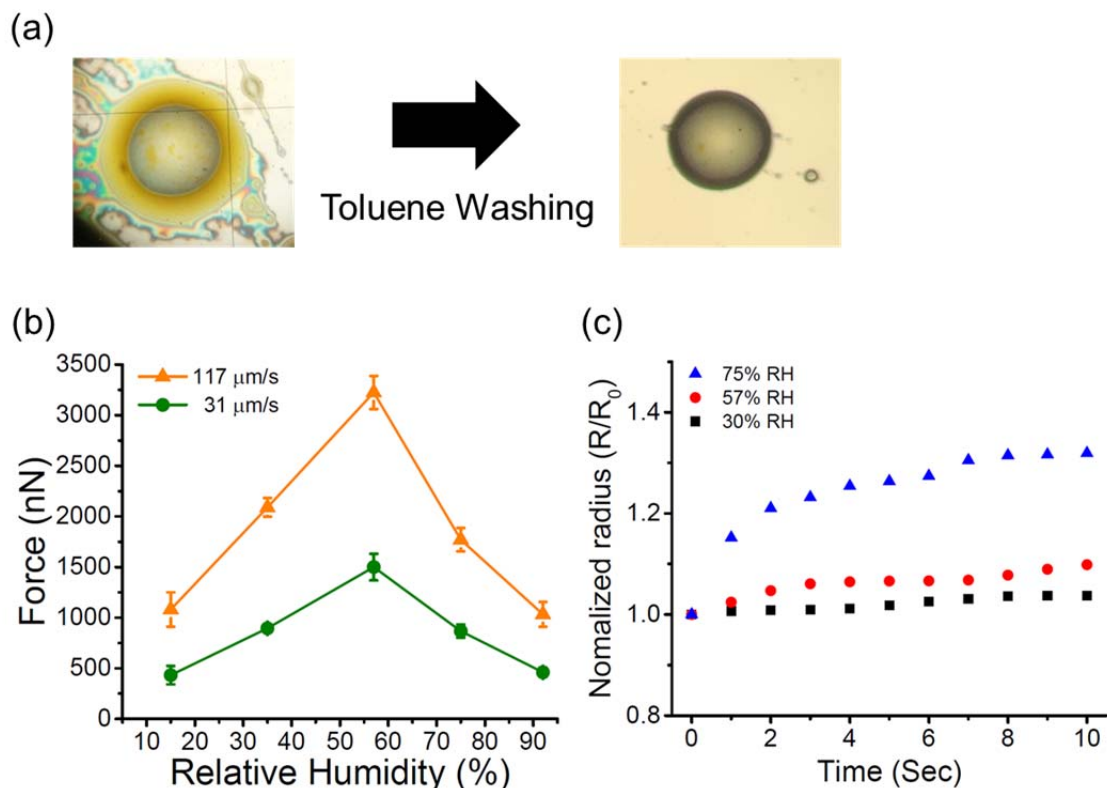 (a)
Toluene Washing
(b)
3500
3000
2500
2000
1500
1000
500
0
Force (nN)
117 μm/s
31 μm/s
10 20 30 40 50 60 70 80 90
Relative Humidity (%)
(c)
1.4
1.2
1.0
0.8
Nomalized radius (R/R0)
75% RH
57% RH
30% RH
0 2 4 6 8 10
Time (Sec)